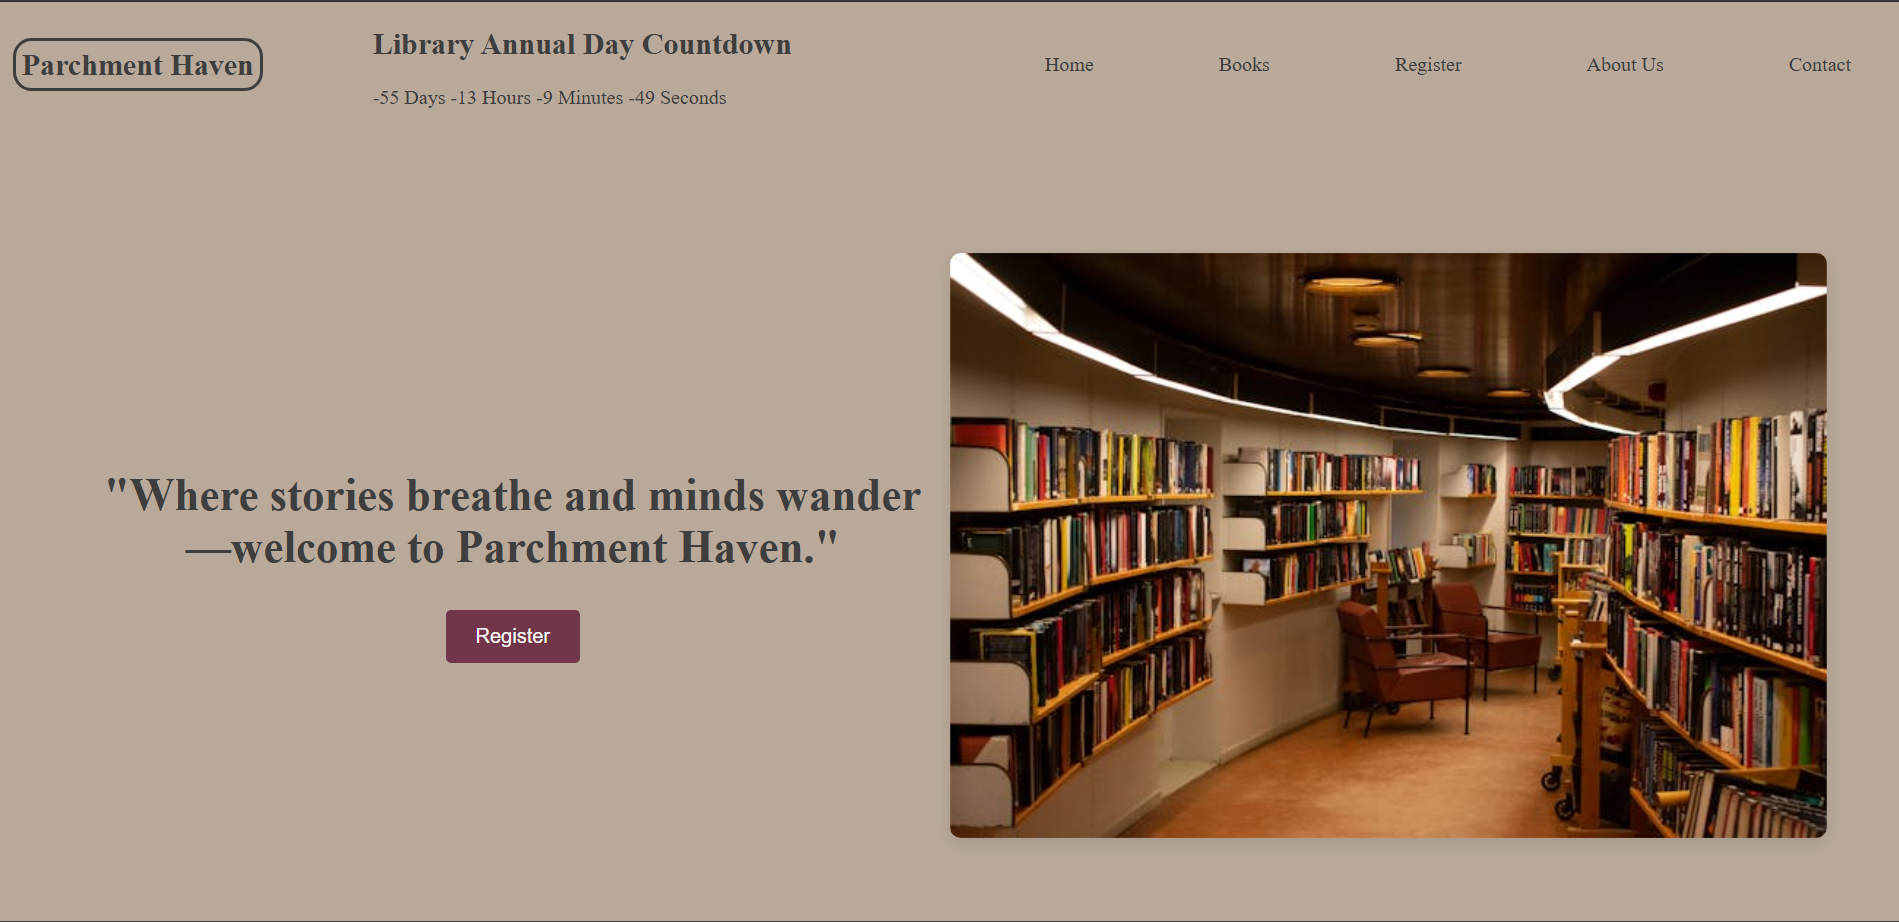 Parchment Haven
Library Annual Day Countdown
-55 Days -13 Hours -9 Minutes -49 Seconds
Home
Books
Register
About Us
Contact
"Where stories breathe and minds wander
—welcome to Parchment Haven."
Register